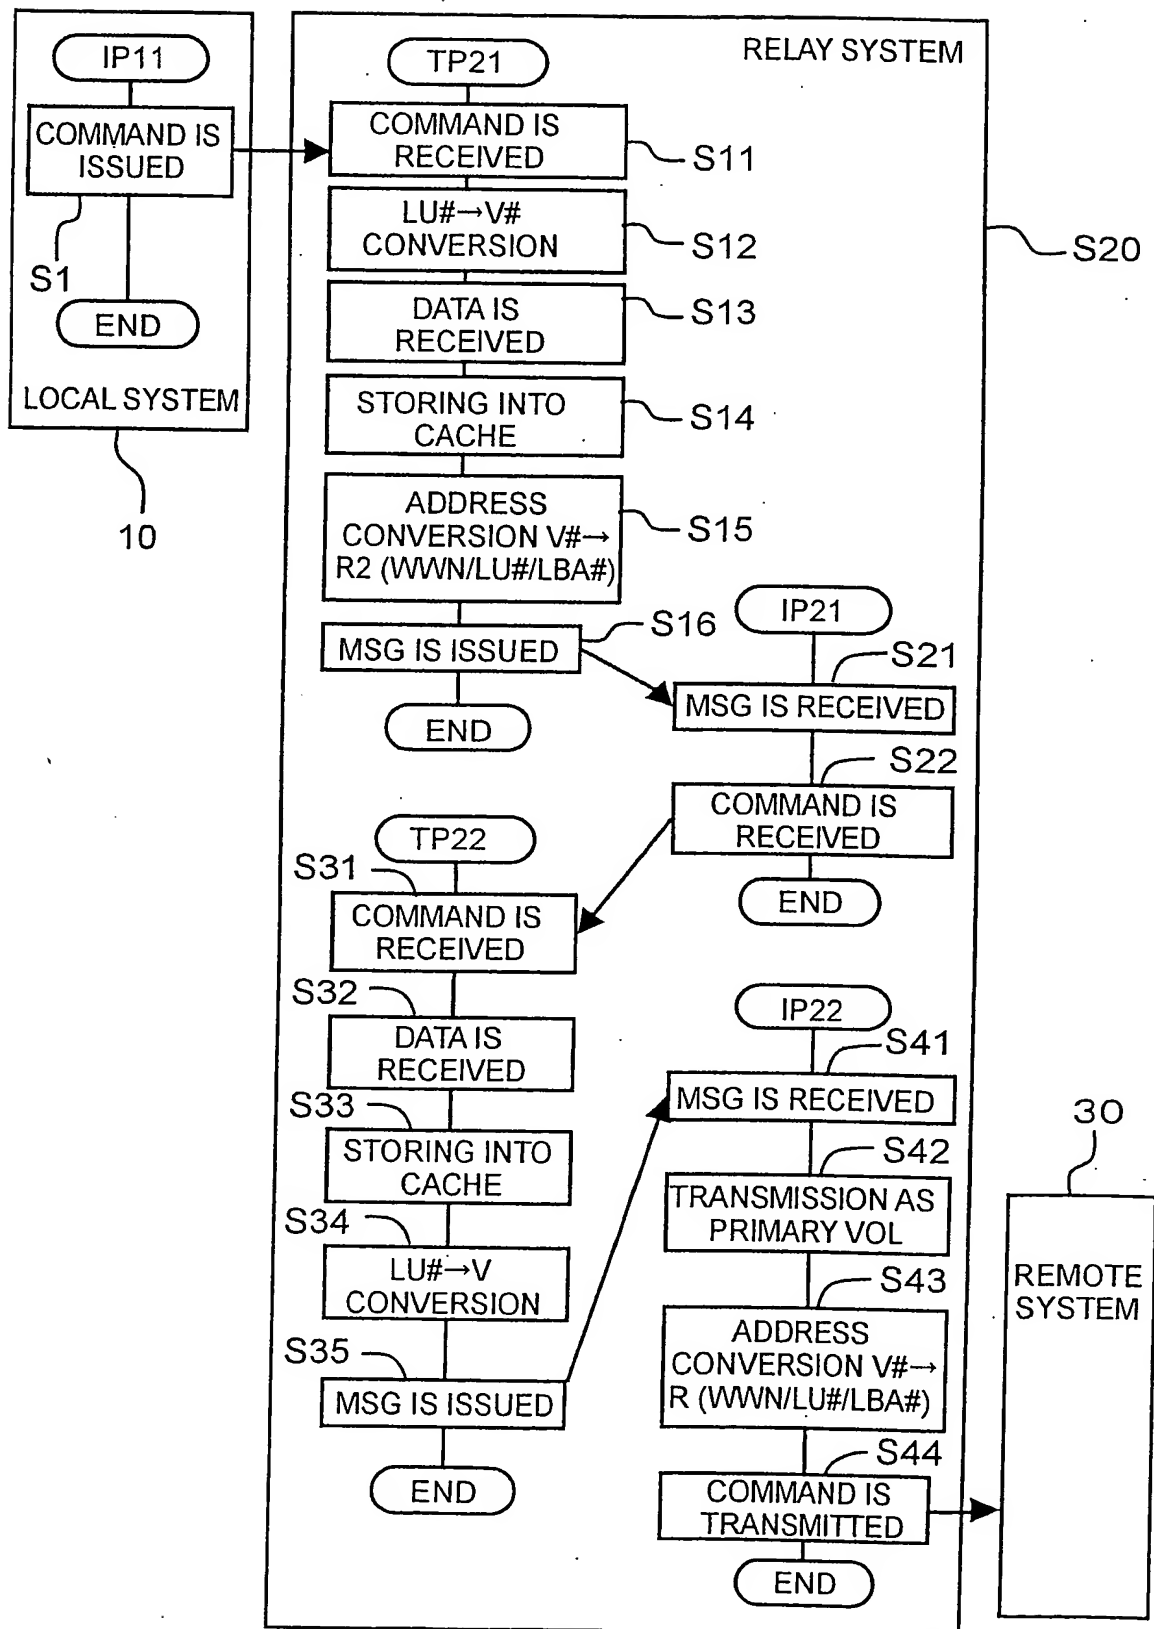 IP11
COMMAND IS
ISSUED
S1
END
LOCAL SYSTEM
10
RELAY SYSTEM
S20
TP21
COMMAND IS
RECEIVED
S11
LU#→V#
CONVERSION
S12
DATA IS
RECEIVED
S13
STORING INTO
CACHE
S14
ADDRESS
CONVERSION V#→
R2 (WWN/LU#/LBA#)
S15
MSG IS ISSUED
S16
END
IP21
S21
MSG IS RECEIVED
S22
COMMAND IS
RECEIVED
END
TP22
S31
COMMAND IS
RECEIVED
S32
DATA IS
RECEIVED
S33
STORING INTO
CACHE
S34
LU#→V
CONVERSION
S35
MSG IS ISSUED
END
IP22
S41
MSG IS RECEIVED
S42
TRANSMISSION AS
PRIMARY VOL
S43
ADDRESS
CONVERSION V#→
R (WWN/LU#/LBA#)
S44
COMMAND IS
TRANSMITTED
END
30
REMOTE
SYSTEM